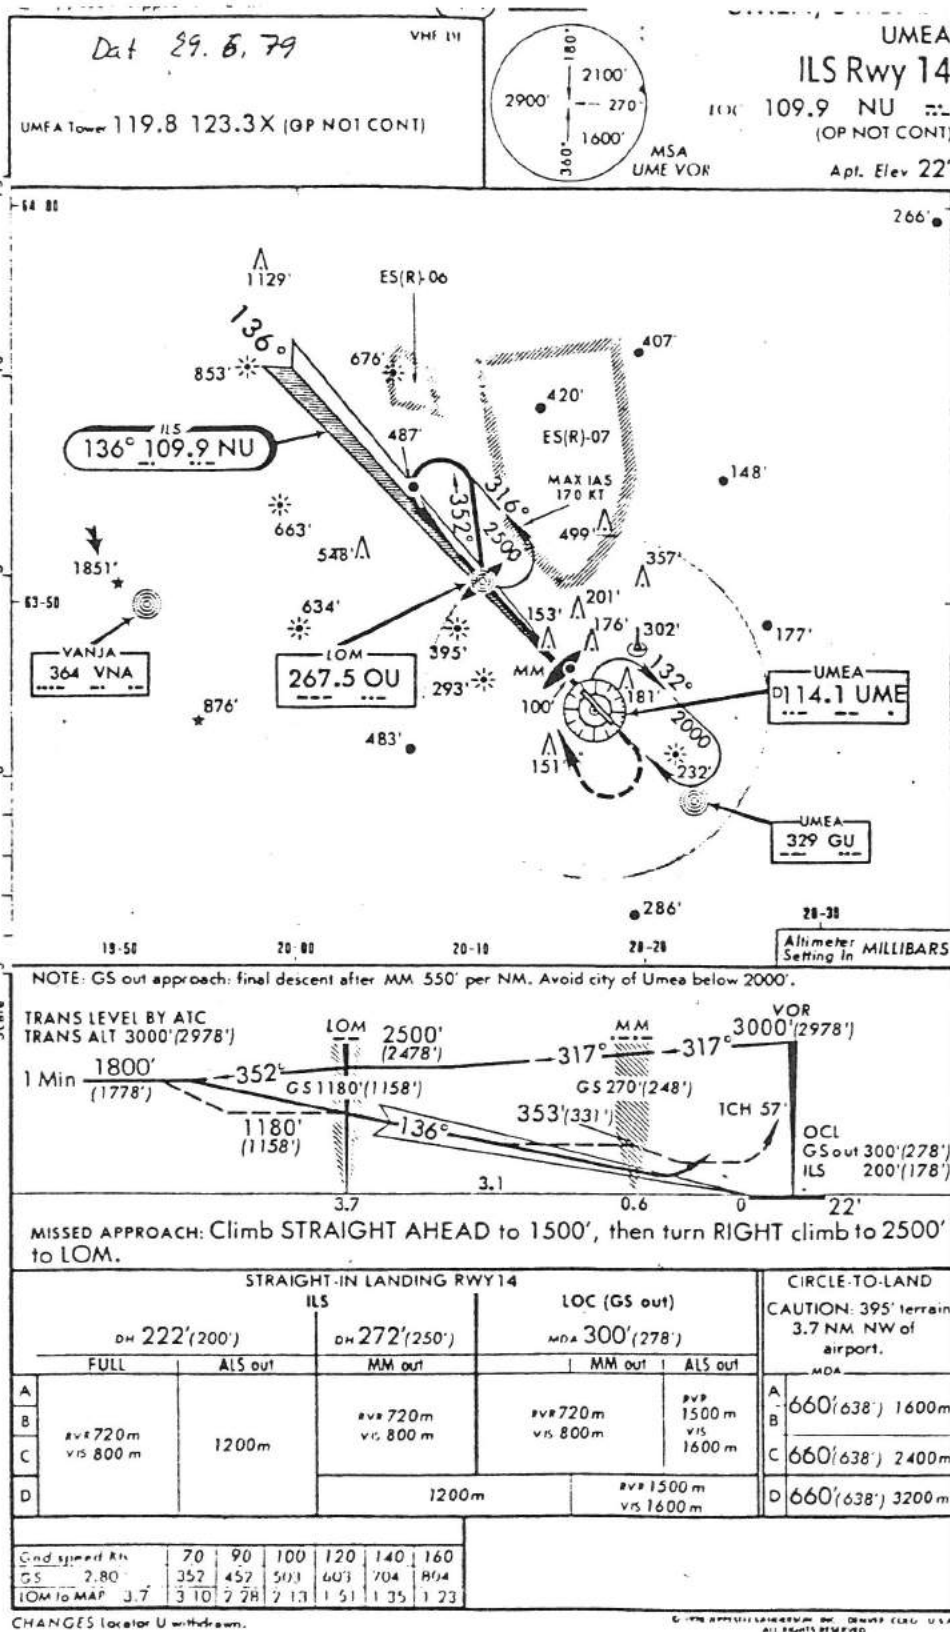 Dat 29. 6. 79
UMEA Tower 119.8 123.3X (GP NOT CONT)
180°
2100'
2900'
270°
1600'
360°
MSA
UME VOR
UMEA
ILS Rwy 14
LOC 109.9 NU
(OP NOT CONT)
Apt. Elev 22'
266'
1129'
ES(R)-06
136°
407'
676'
853'
420'
ILS
136° 109.9 NU
487'
ES(R)-07
316°
MAX IAS
170 KT
148'
352°
663'
2500
499'
548'
357'
1851'
63-50
201'
634'
153'
176'
302'
177'
VANJA
364 VNA
LOM
267.5 OU
395'
MM
132°
UMEA
D114.1 UME
293'
181'
100'
876'
2000
483'
151'
232'
UMEA
329 GU
286'
19-50
20-00
20-10
20-20
20-30
Altimeter
Setting In MILLIBARS
NOTE: GS out approach: final descent after MM 550' per NM. Avoid city of Umea below 2000'.
TRANS LEVEL BY ATC
TRANS ALT 3000'(2978')
LOM
2500'
(2478')
MM
VOR
3000'(2978')
1 Min
1800'
(1778')
352°
317°
317°
GS 1180'(1158')
GS 270'(248')
1180'
(1158')
136°
353'(331')
TCH 57'
OCL
GS out 300'(278')
ILS 200'(178')
3.1
3.7
0.6
0
22'
MISSED APPROACH: Climb STRAIGHT AHEAD to 1500', then turn RIGHT climb to 2500'
to LOM.
STRAIGHT-IN LANDING RWY 14
CIRCLE-TO-LAND
ILS
LOC (GS out)
CAUTION: 395' terrain
3.7 NM NW of
airport.
DH 222'(200')
DH 272'(250')
MDA 300'(278')
MDA
FULL
ALS out
MM out
MM out
ALS out
A
B
C
D
RVR 720m
VIS 800 m
1200m
RVR 720m
VIS 800 m
RVR 720m
VIS 800m
RVR
1500 m
VIS
1600 m
1200m
RVR 1500 m
VIS 1600m
A
B
660'(638') 1600m
C 660'(638') 2400m
D 660'(638') 3200m
Gnd speed Kts 70 90 100 120 140 160
GS 2.80° 352 452 503 603 704 804
LOM to MAP 3.7 3:10 2:28 2:13 1:51 1:35 1:23
CHANGES Locator U withdrawn.
ALL RIGHTS RESERVED